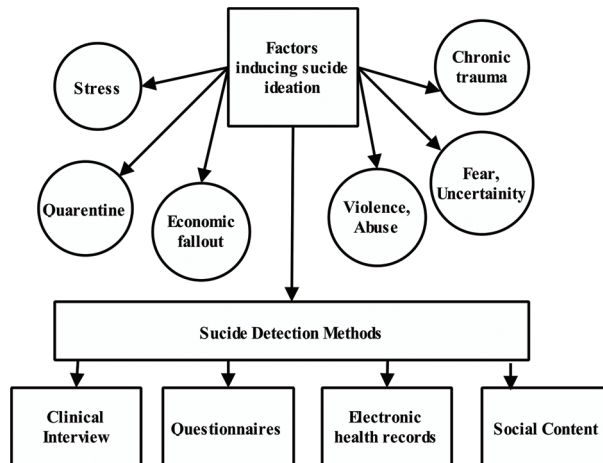 Factors
inducing sucide
ideation
Stress
Chronic
trauma
Quarentine
Economic
fallout
Violence,
Abuse
Fear,
Uncertainity
Sucide Detection Methods
Clinical
Interview
Questionnaires
Electronic
health records
Social Content